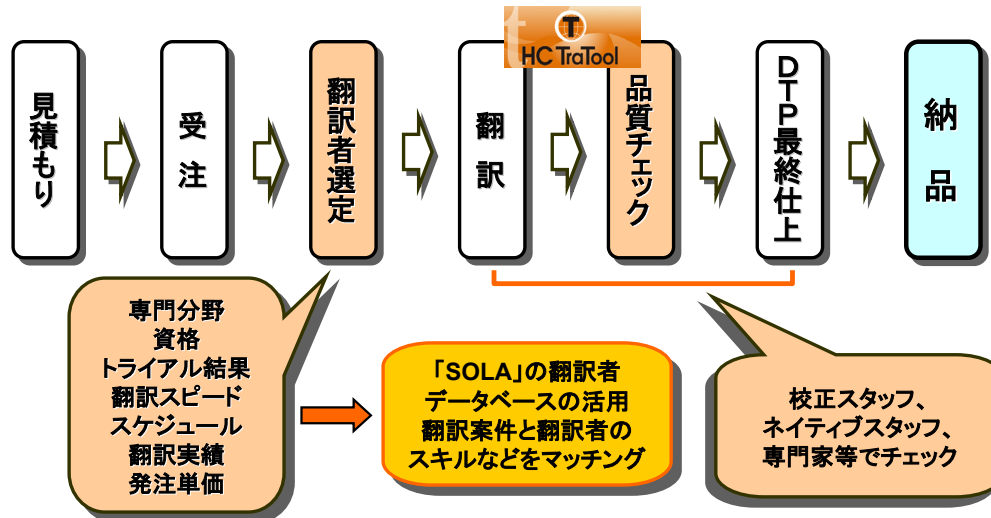 HC TraTool
見積もり
受注
翻訳者選定
翻訳
品質チェック
DTP最終仕上
納品
専門分野
資格
トライアル結果
翻訳スピード
スケジュール
翻訳実績
発注単価
「SOLA」の翻訳者
データベースの活用
翻訳案件と翻訳者の
スキルなどをマッチング
校正スタッフ、
ネイティブスタッフ、
専門家等でチェック